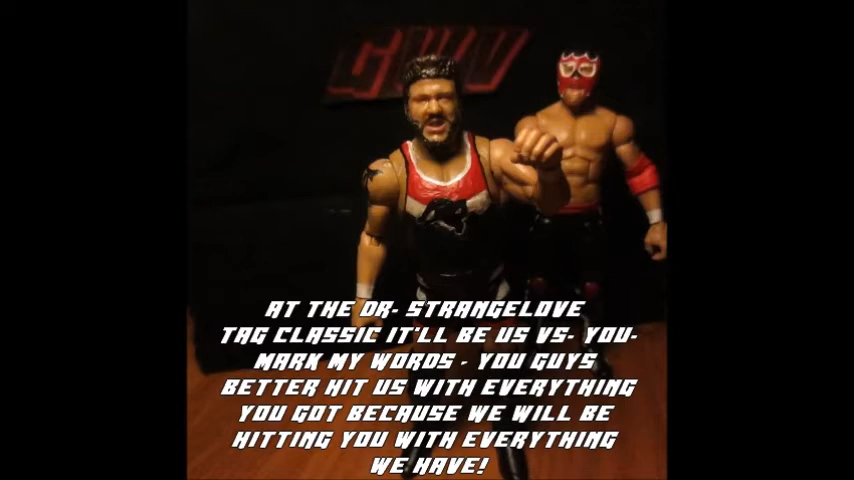 GWV
AT THE DR- STRANGELOVE
TAG CLASSIC IT'LL BE US VS- YOU-
MARK MY WORDS - YOU GUYS
BETTER HIT US WITH EVERYTHING
YOU GOT BECAUSE WE WILL BE
HITTING YOU WITH EVERYTHING
WE HAVE!